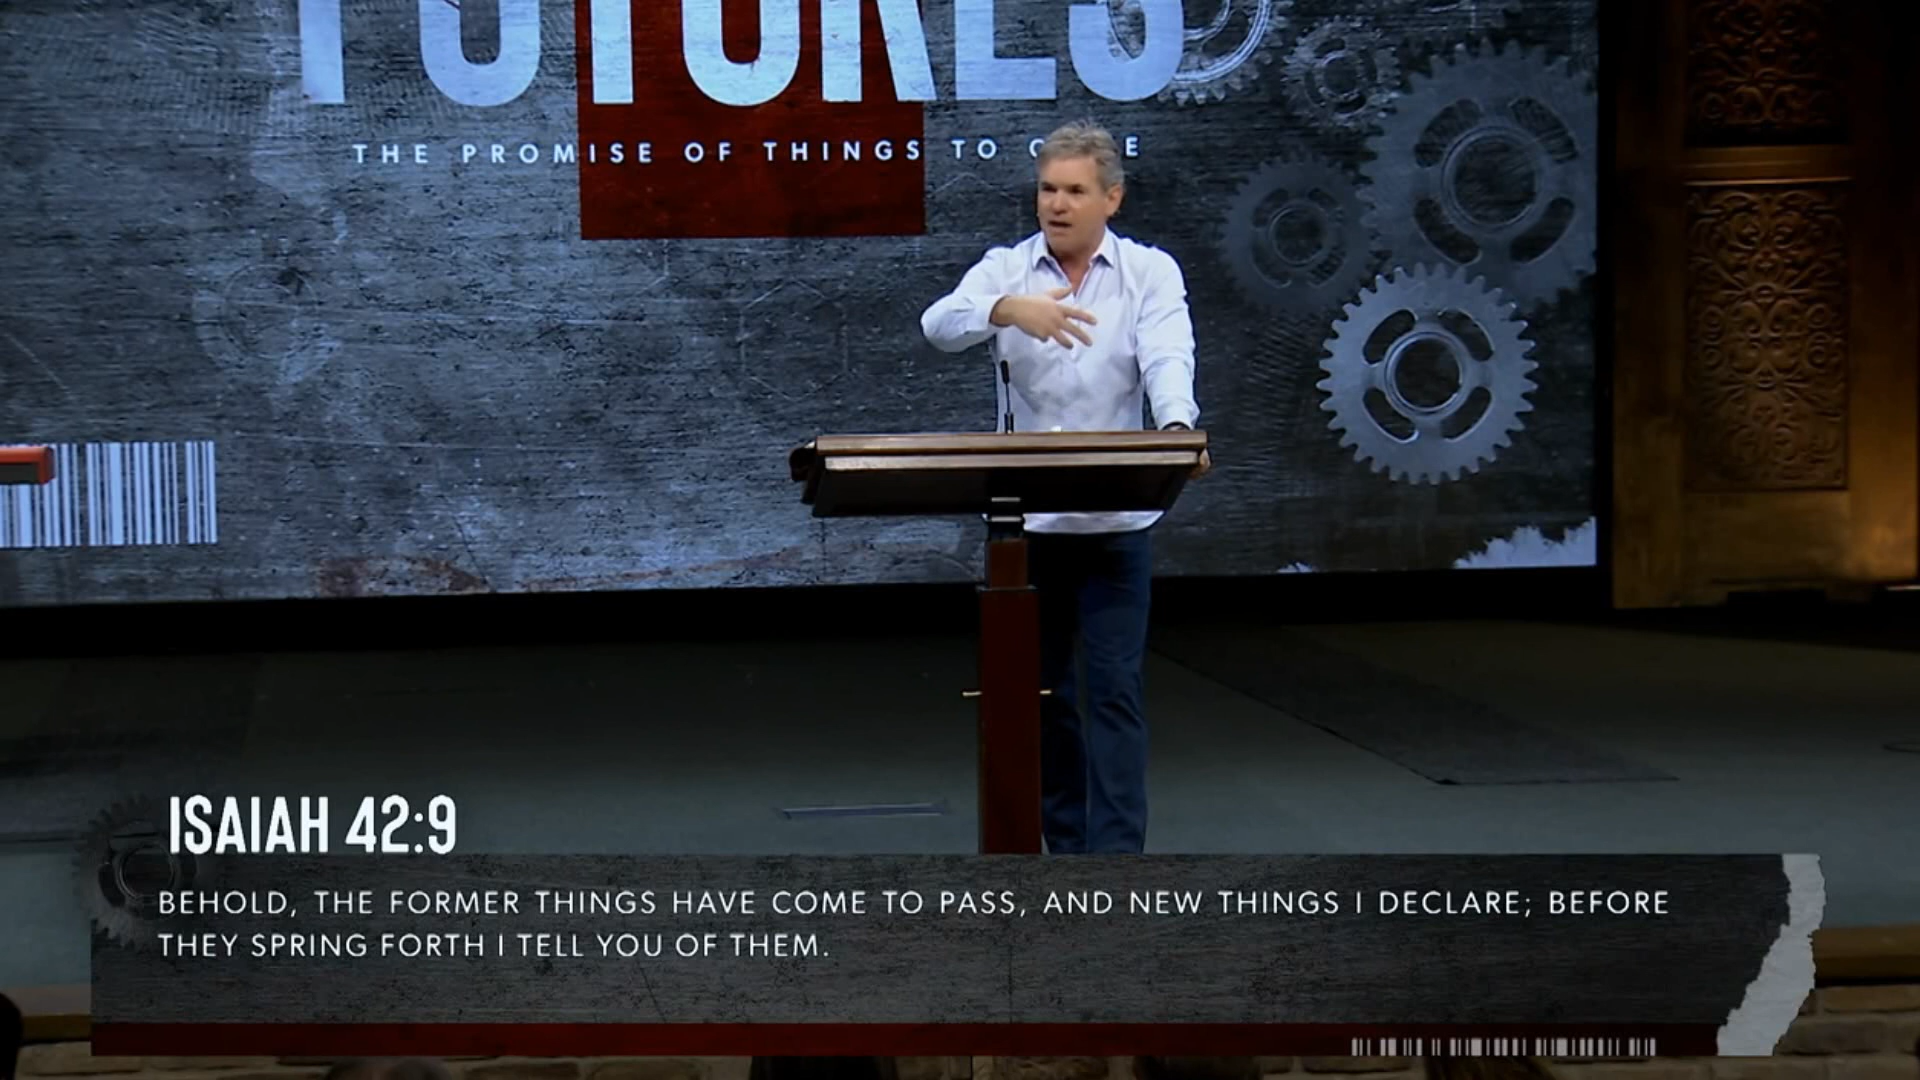 FUTURES
THE PROMISE OF THINGS TO
ISAIAH 42:9
BEHOLD, THE FORMER THINGS HAVE COME TO PASS, AND NEW THINGS I DECLARE; BEFORE
THEY SPRING FORTH I TELL YOU OF THEM.